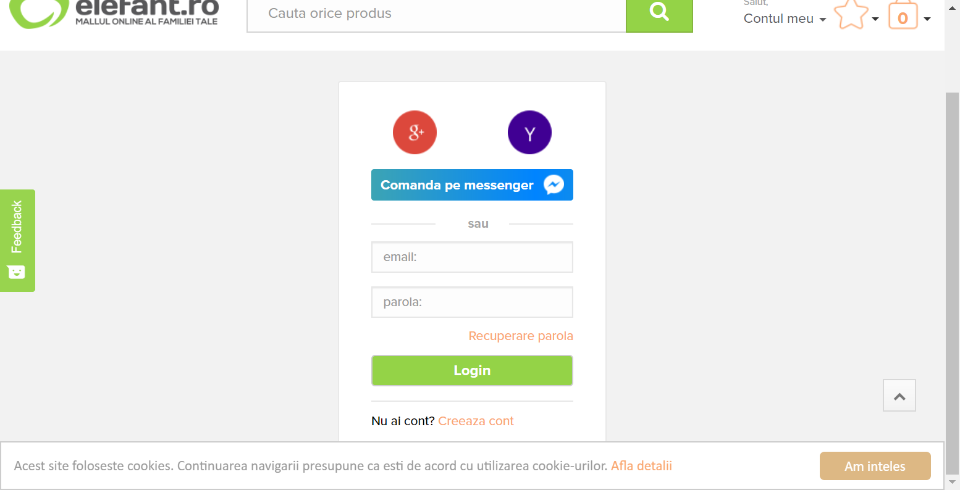 elefant.ro
MALLUL ONLINE AL FAMILIEI TALE
Cauta orice produs
Salut,
Contul meu
0
g+
Y
Comanda pe messenger
sau
email:
parola:
Recuperare parola
Login
Nu ai cont? Creeaza cont
Feedback
Acest site foloseste cookies. Continuarea navigarii presupune ca esti de acord cu utilizarea cookie-urilor. Afla detalii
Am inteles